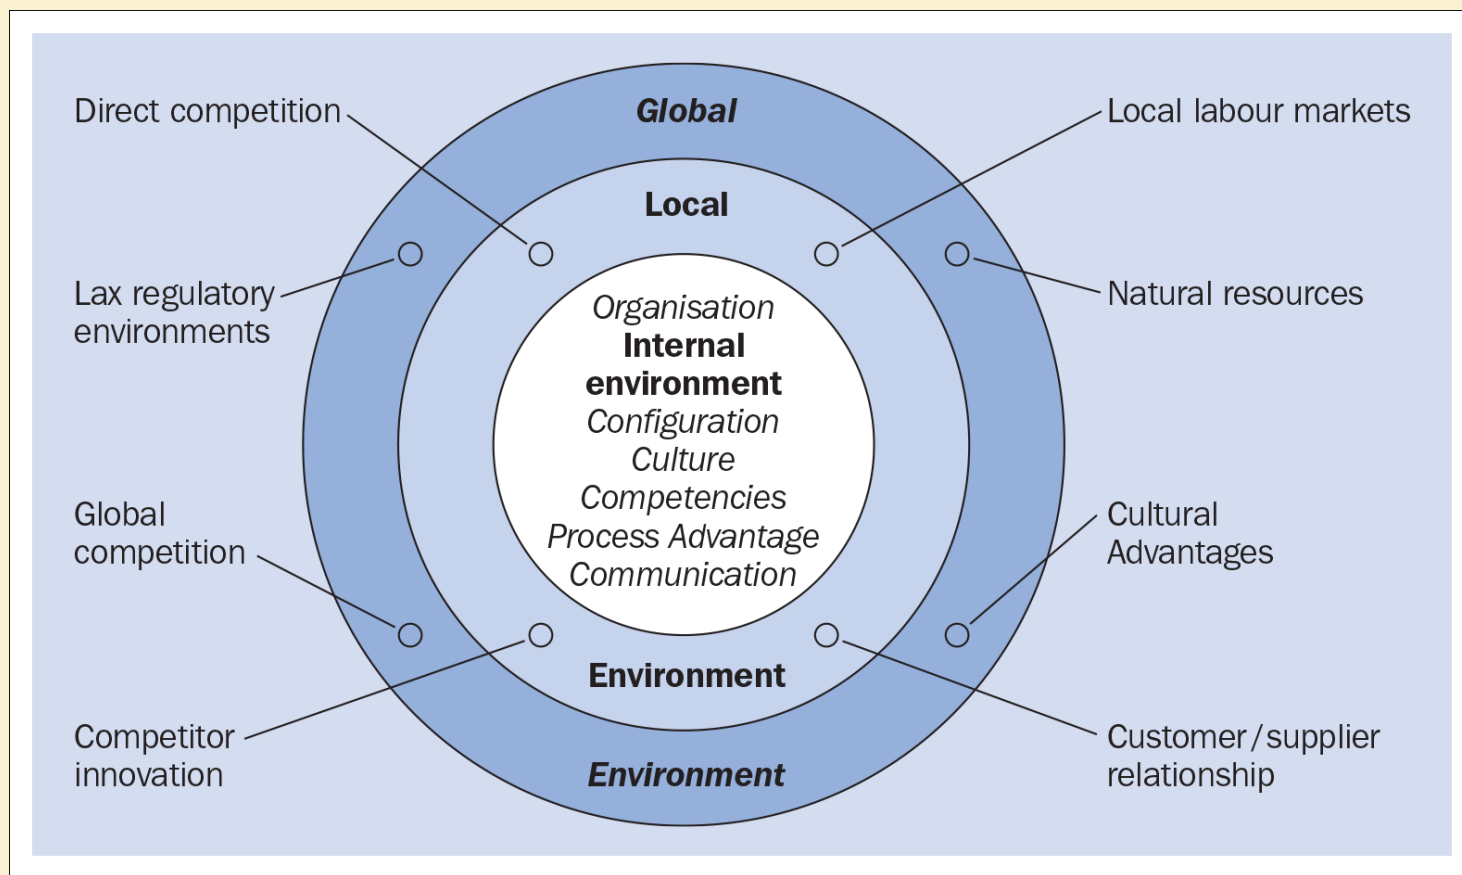 Direct competition
Global
Local labour markets
Local
Lax regulatory
environments
Natural resources
Organisation
Internal
environment
Configuration
Culture
Competencies
Process Advantage
Communication
Global
competition
Cultural
Advantages
Environment
Competitor
innovation
Customer/supplier
relationship
Environment